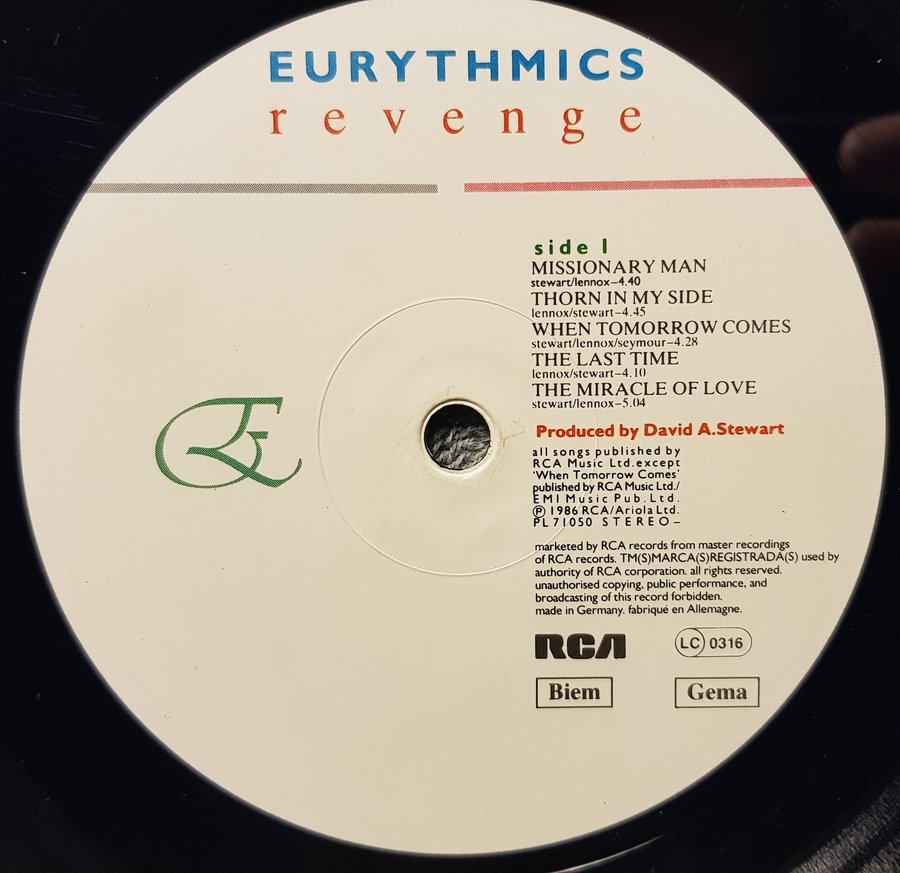 EURYTHMICS
revenge
side 1
MISSIONARY MAN
stewart/lennox–4.40
THORN IN MY SIDE
lennox/stewart–4.45
WHEN TOMORROW COMES
stewart/lennox/seymour–4.28
THE LAST TIME
lennox/stewart–4.10
THE MIRACLE OF LOVE
stewart/lennox–5.04
Produced by David A.Stewart
all songs published by
RCA Music Ltd.except
'When Tomorrow Comes'
published by RCA Music Ltd./
EMI Music Pub. Ltd.
℗ 1986 RCA/Ariola Ltd.
PL 71050 STEREO–
marketed by RCA records from master recordings
of RCA records. TM(S)MARCA(S)REGISTRADA(S) used by
authority of RCA corporation. all rights reserved.
unauthorised copying, public performance, and
broadcasting of this record forbidden.
made in Germany. fabriqué en Allemagne.
RCA LC 0316
Biem Gema